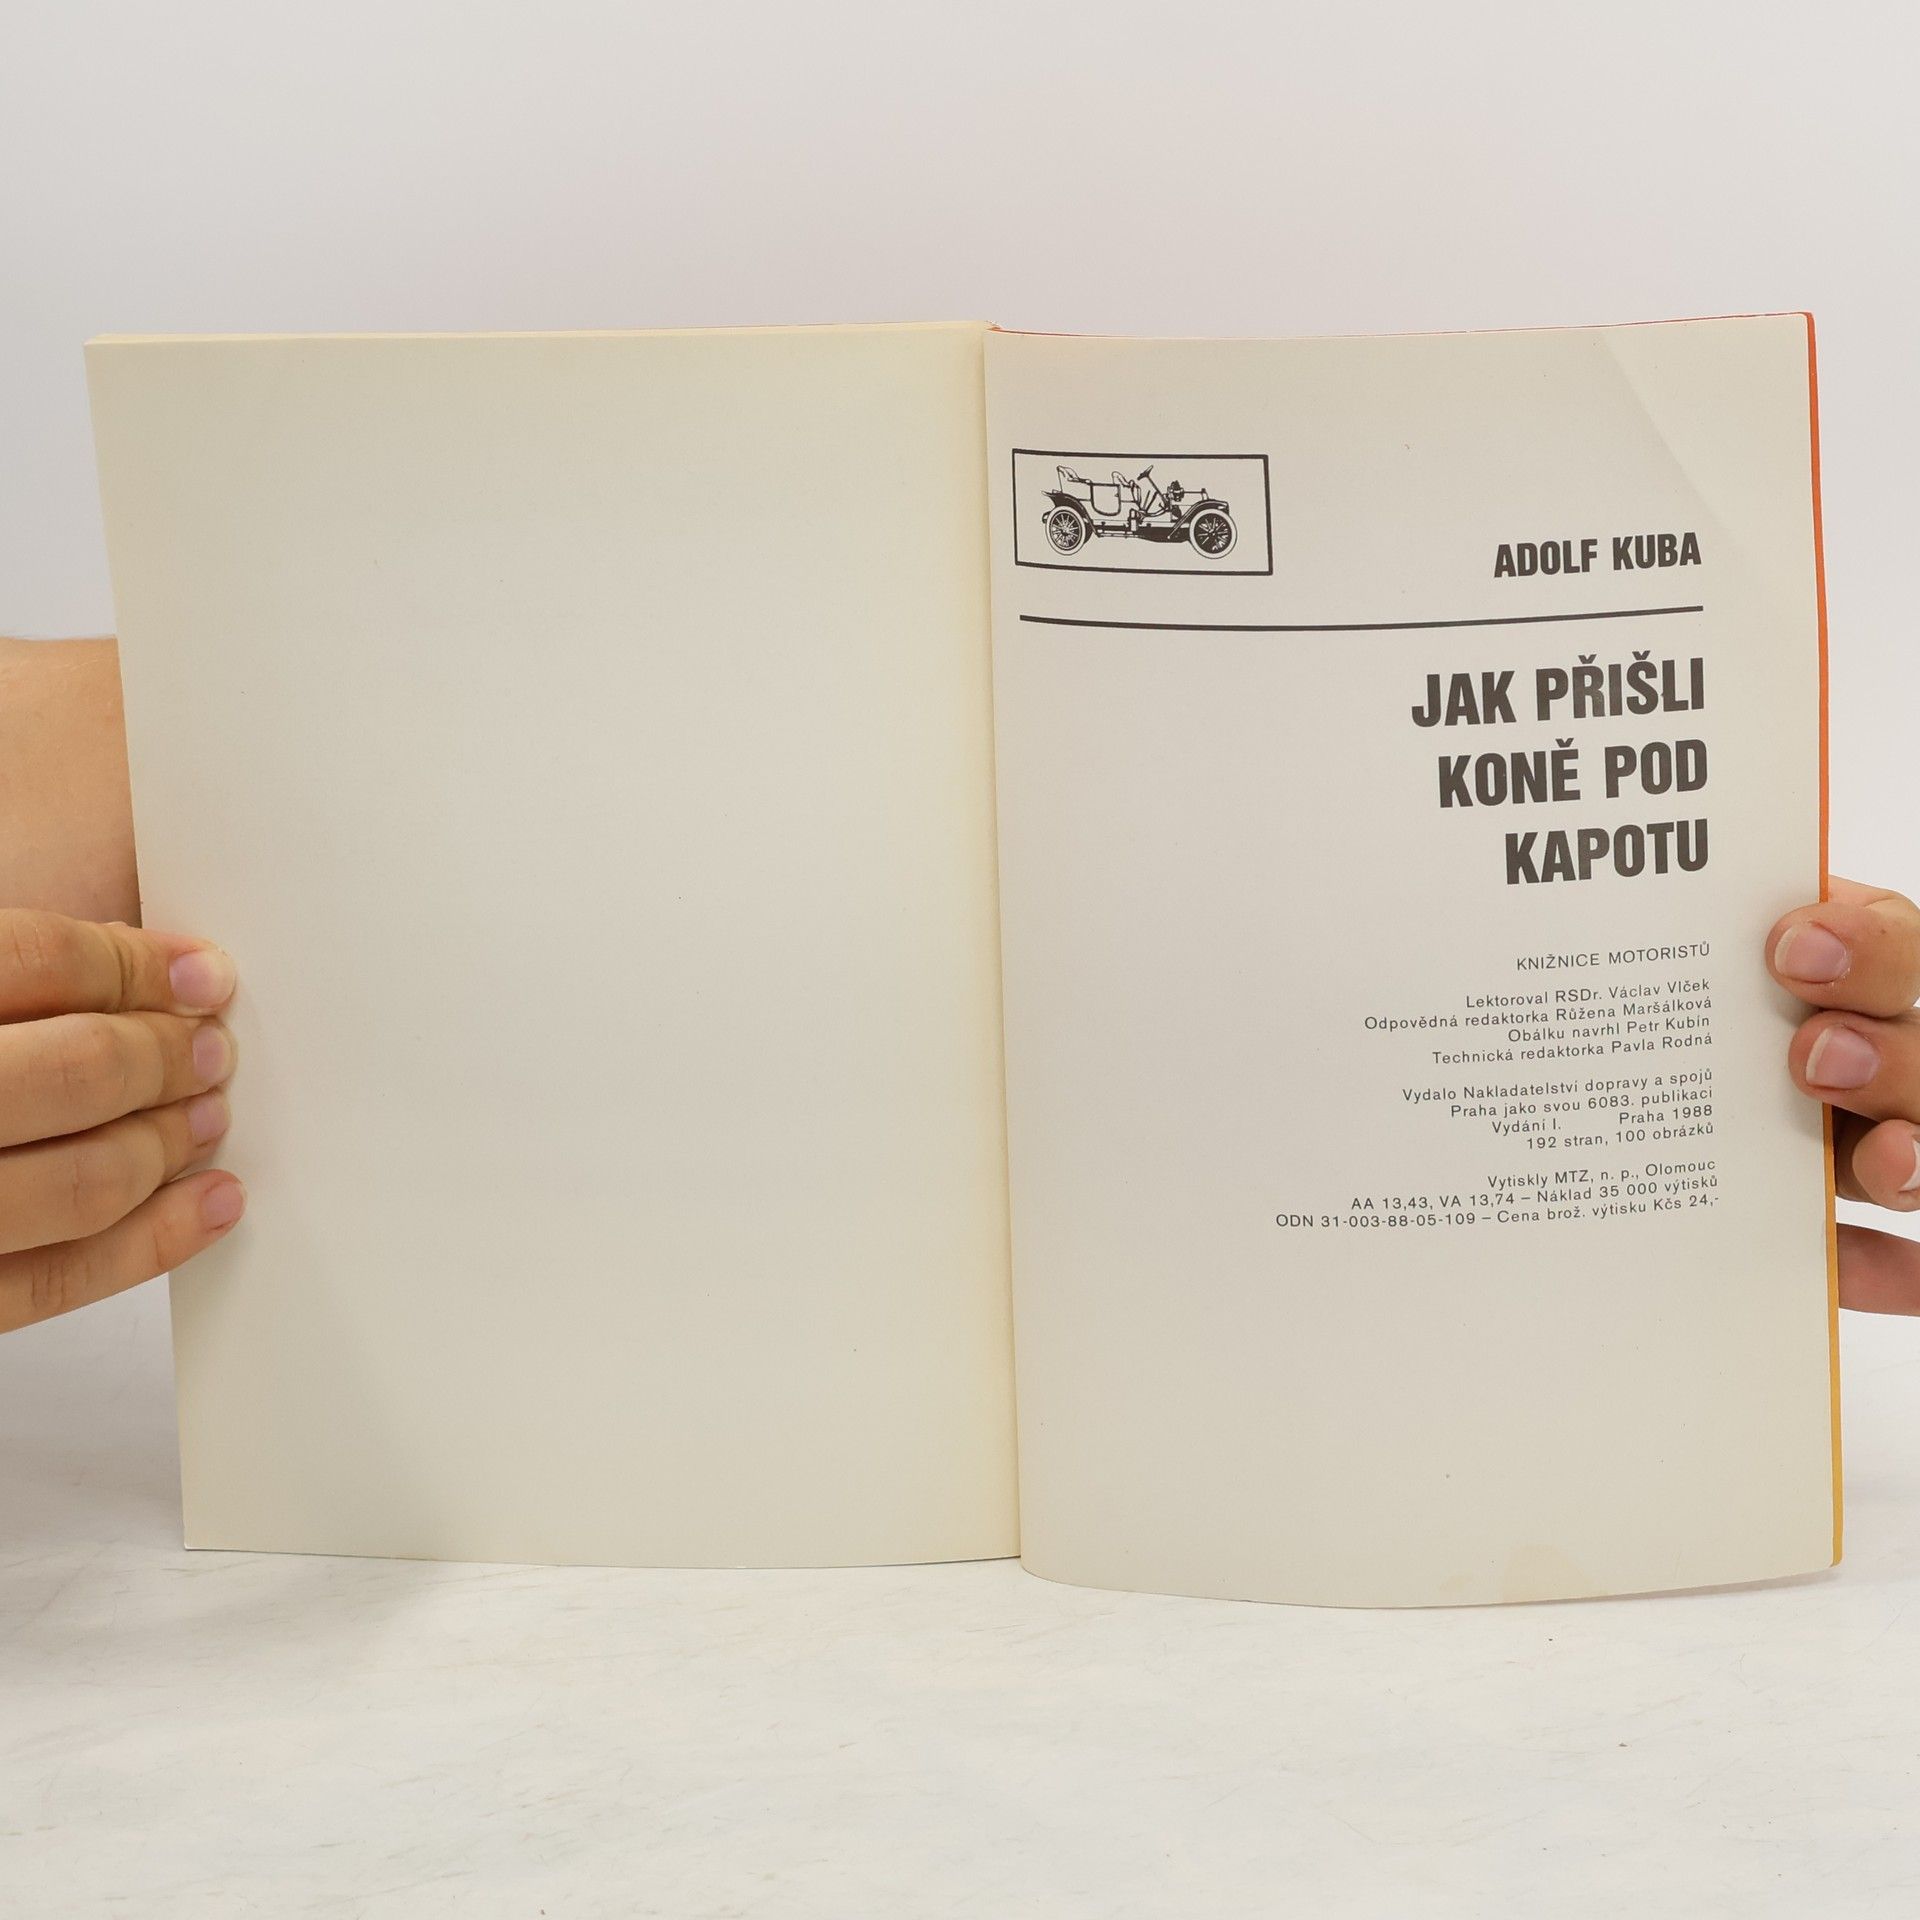 ADOLF KUBA
JAK PŘIŠLI
KONĚ POD
KAPOTU
KNIŽNICE MOTORISTŮ
Lektoroval RSDr. Václav Vlček
Odpovědná redaktorka Růžena Maršálková
Obálku navrhl Petr Kubín
Technická redaktorka Pavla Rodná
Vydalo Nakladatelství dopravy a spojů
Praha jako svou 6083. publikaci
Vydání I. Praha 1988
192 stran, 100 obrázků
Vytiskly MTZ, n. p., Olomouc
AA 13,43, VA 13,74 – Náklad 35 000 výtisků
ODN 31-003-88-05-109 – Cena brož. výtisku Kčs 24,-